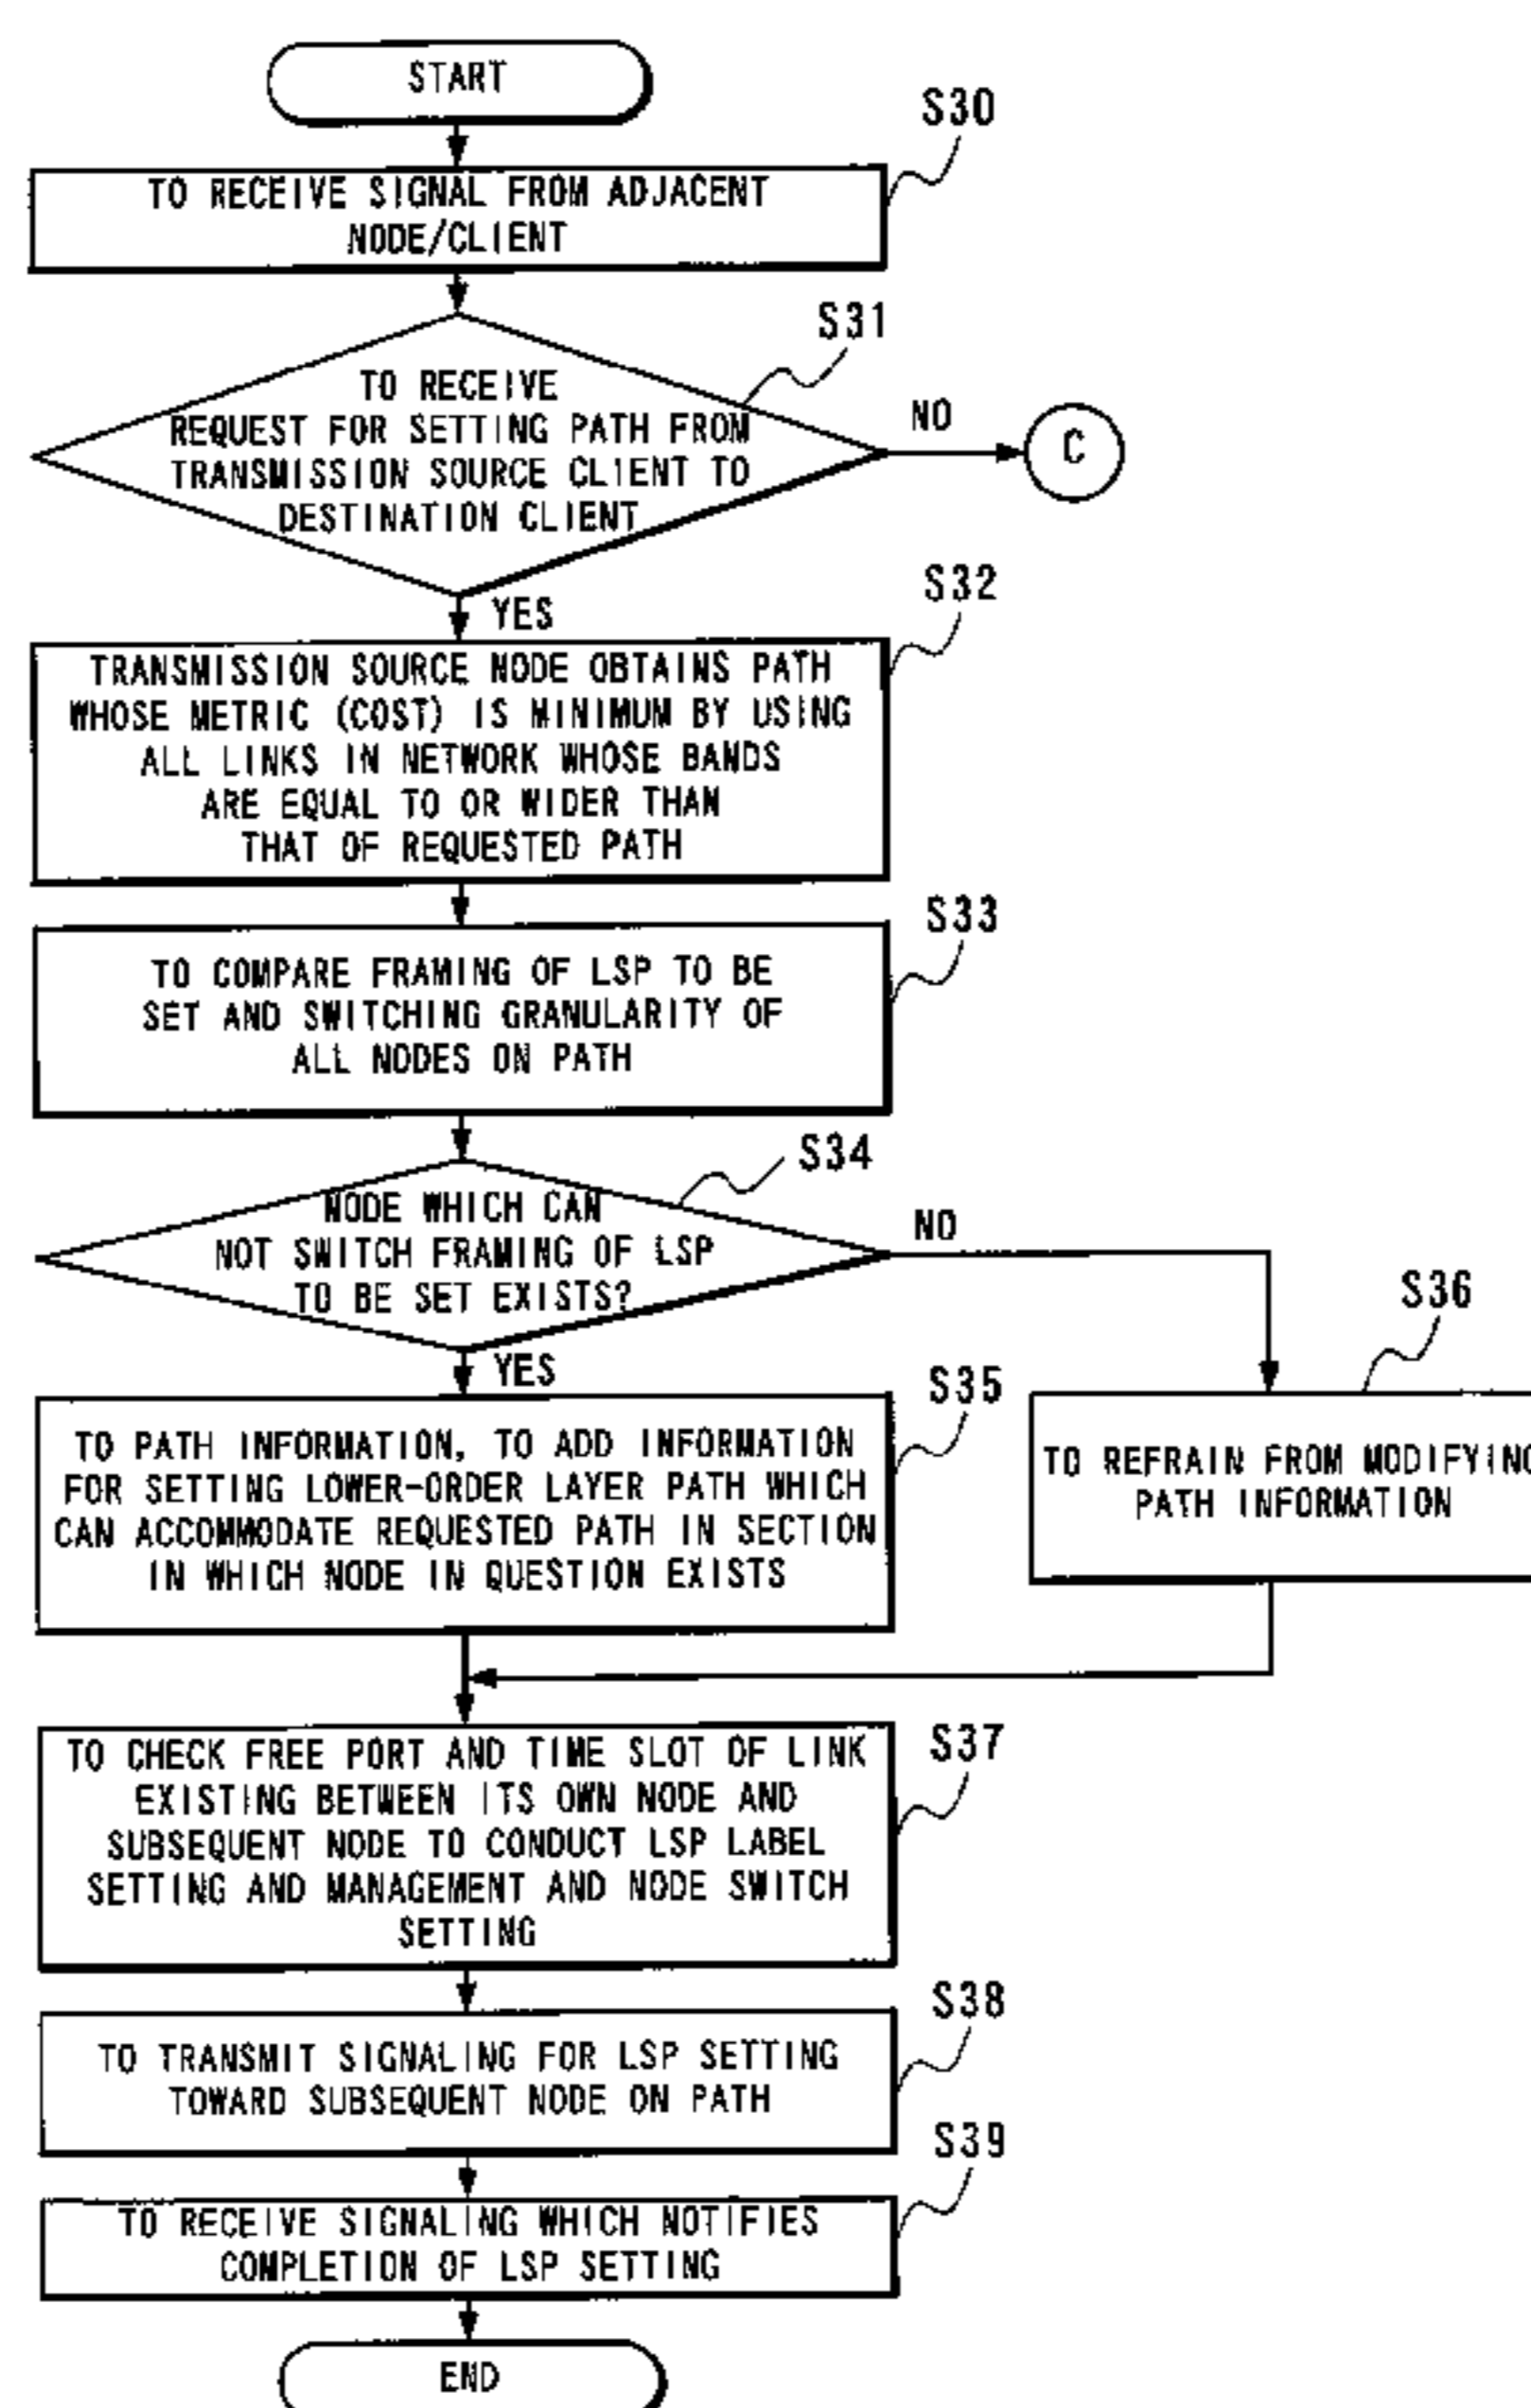 START
S30
TO RECEIVE SIGNAL FROM ADJACENT
NODE/CLIENT
S31
TO RECEIVE
REQUEST FOR SETTING PATH FROM
TRANSMISSION SOURCE CLIENT TO
DESTINATION CLIENT
NO
C
YES
S32
TRANSMISSION SOURCE NODE OBTAINS PATH
WHOSE METRIC (COST) IS MINIMUM BY USING
ALL LINKS IN NETWORK WHOSE BANDS
ARE EQUAL TO OR WIDER THAN
THAT OF REQUESTED PATH
S33
TO COMPARE FRAMING OF LSP TO BE
SET AND SWITCHING GRANULARITY OF
ALL NODES ON PATH
S34
NODE WHICH CAN
NOT SWITCH FRAMING OF LSP
TO BE SET EXISTS?
NO
YES
S35
TO PATH INFORMATION, TO ADD INFORMATION
FOR SETTING LOWER-ORDER LAYER PATH WHICH
CAN ACCOMMODATE REQUESTED PATH IN SECTION
IN WHICH NODE IN QUESTION EXISTS
S36
TO REFRAIN FROM MODIFYING
PATH INFORMATION
S37
TO CHECK FREE PORT AND TIME SLOT OF LINK
EXISTING BETWEEN ITS OWN NODE AND
SUBSEQUENT NODE TO CONDUCT LSP LABEL
SETTING AND MANAGEMENT AND NODE SWITCH
SETTING
S38
TO TRANSMIT SIGNALING FOR LSP SETTING
TOWARD SUBSEQUENT NODE ON PATH
S39
TO RECEIVE SIGNALING WHICH NOTIFIES
COMPLETION OF LSP SETTING
END